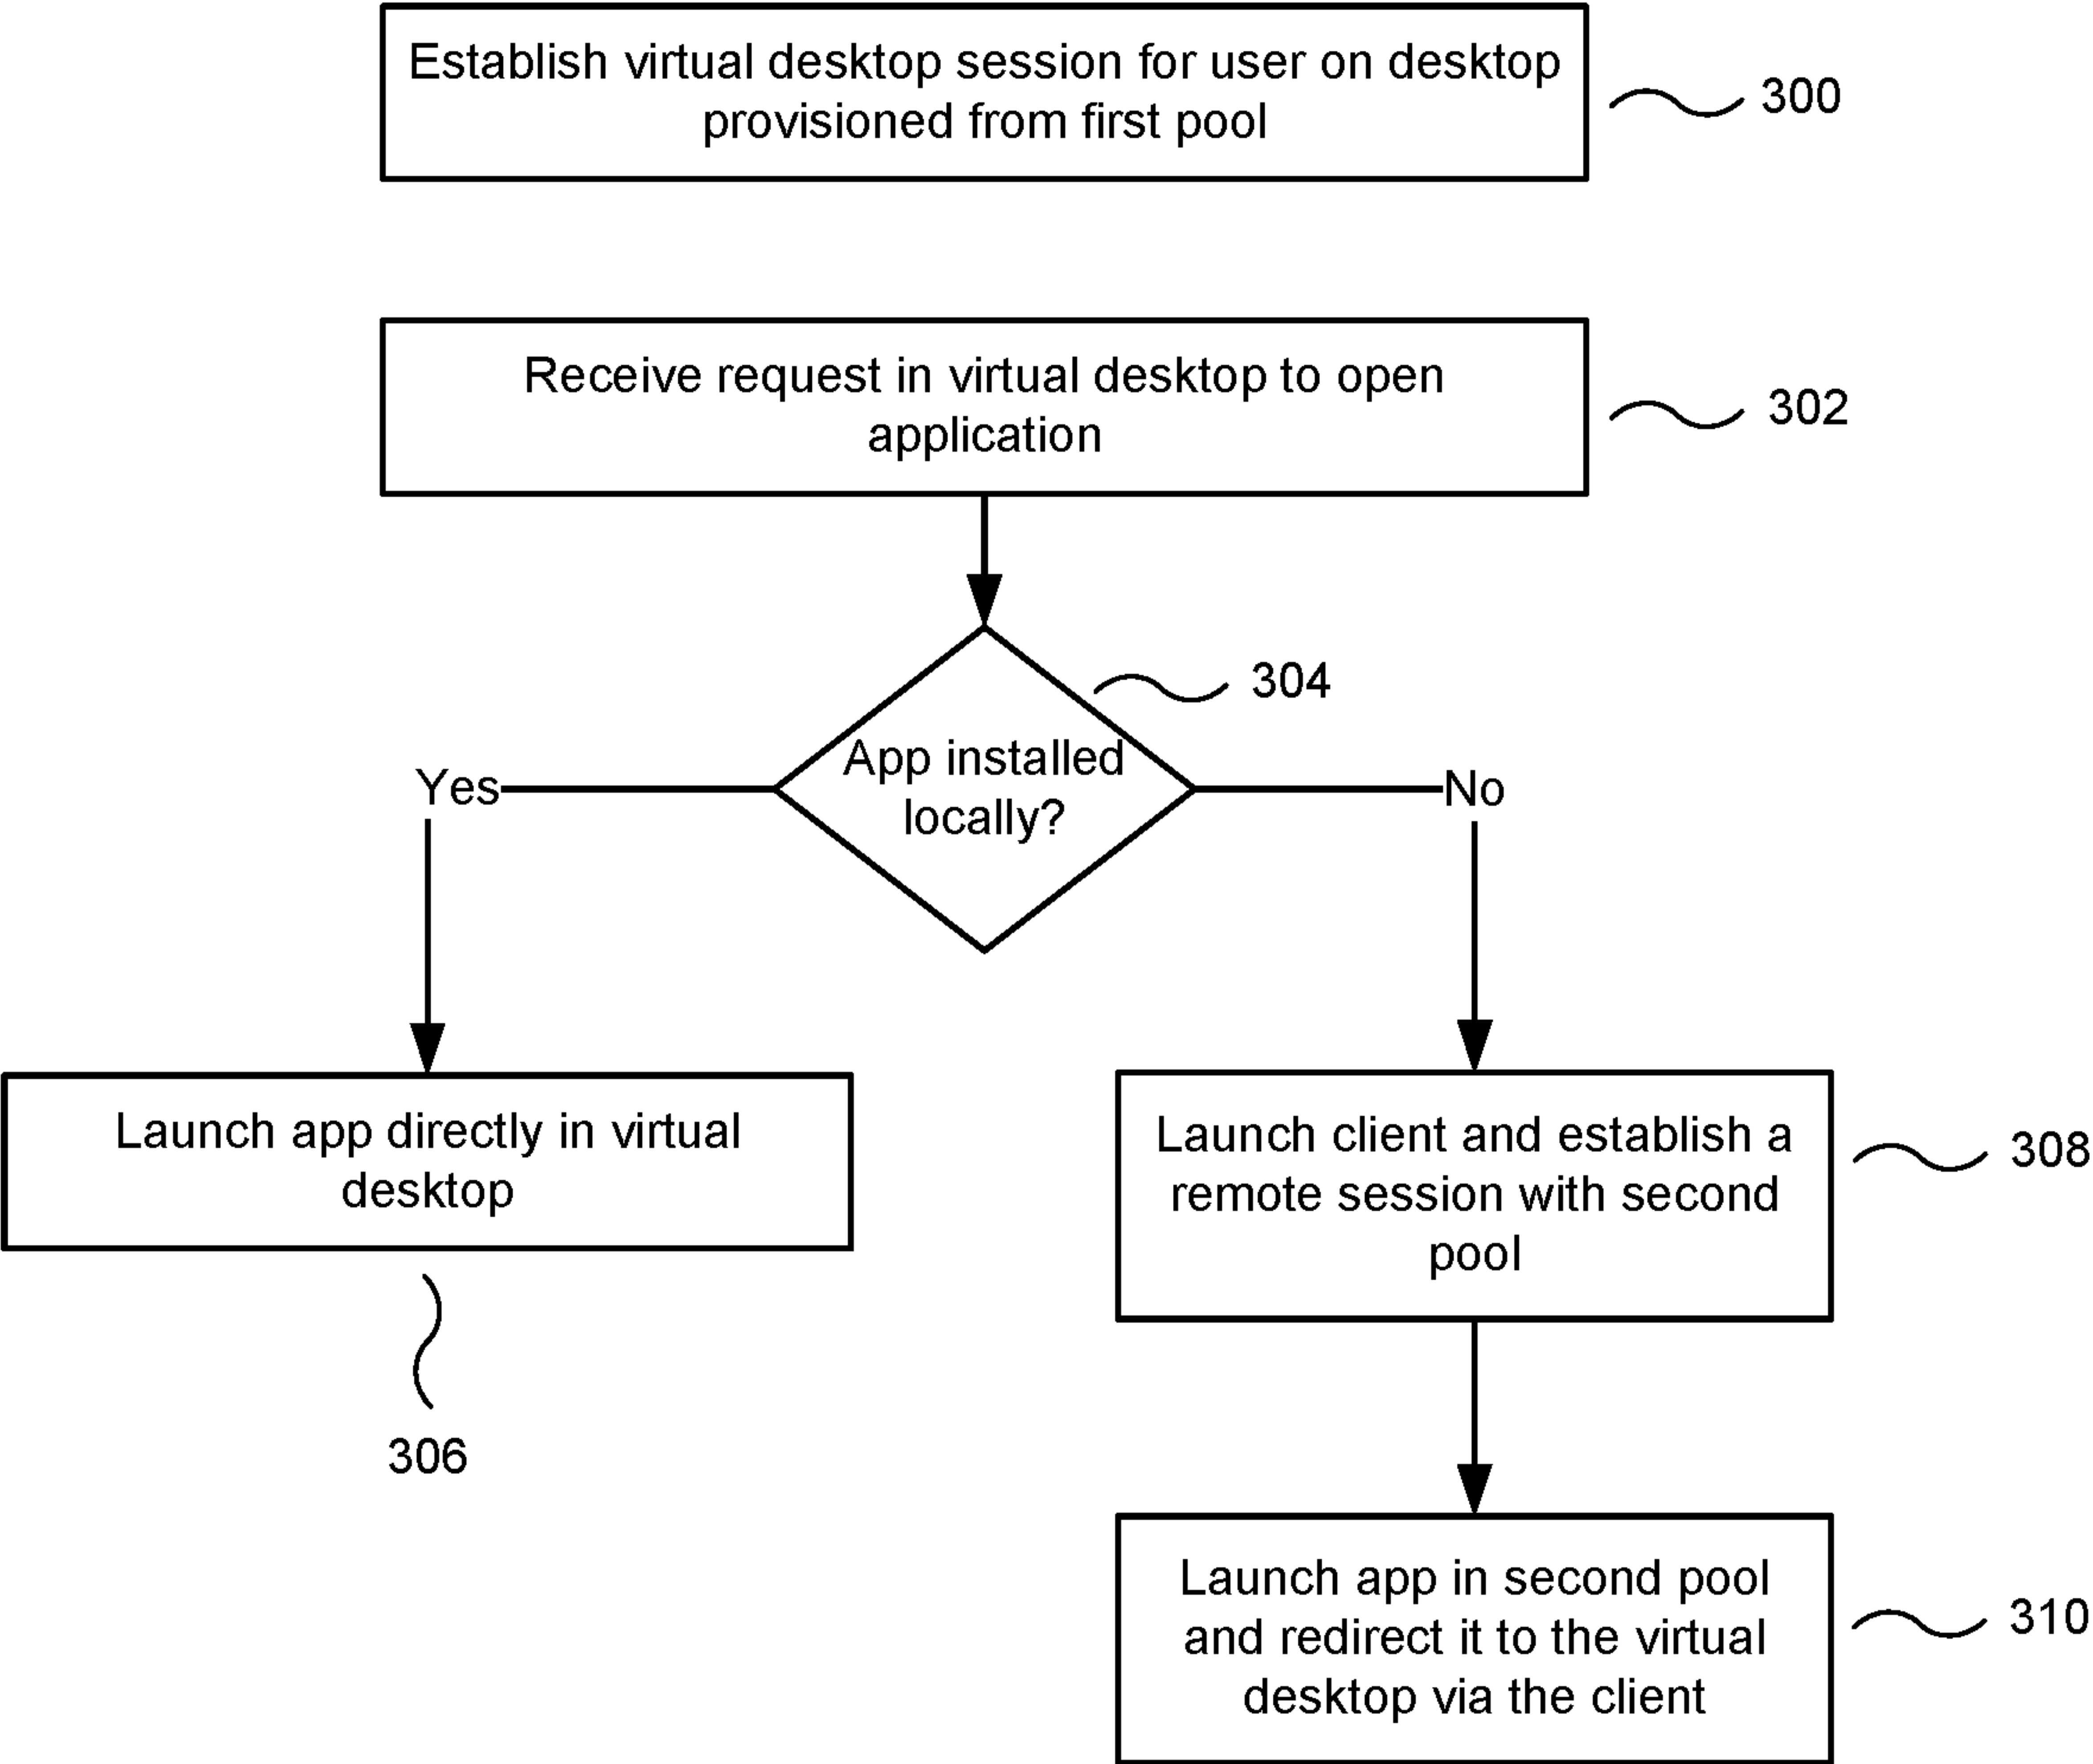 Establish virtual desktop session for user on desktop
provisioned from first pool
300
Receive request in virtual desktop to open
application
302
304
App installed
locally?
Yes
No
Launch app directly in virtual
desktop
306
Launch client and establish a
remote session with second
pool
308
Launch app in second pool
and redirect it to the virtual
desktop via the client
310